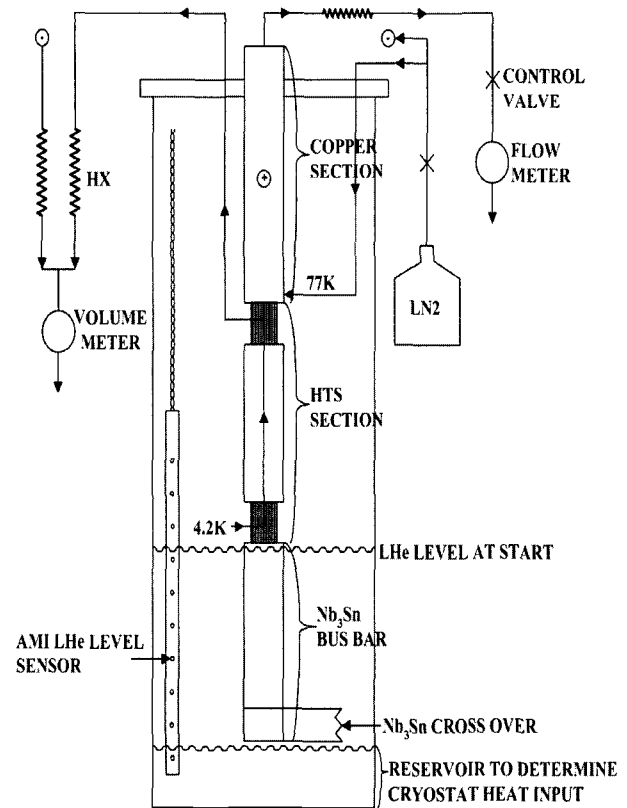 CONTROL
VALVE
COPPER
SECTION
FLOW
METER
HX
77K
LN2
VOLUME
METER
HTS
SECTION
4.2K
LHe LEVEL AT START
Nb3Sn
BUS BAR
AMI LHe LEVEL
SENSOR
Nb3Sn CROSS OVER
RESERVOIR TO DETERMINE
CRYOSTAT HEAT INPUT